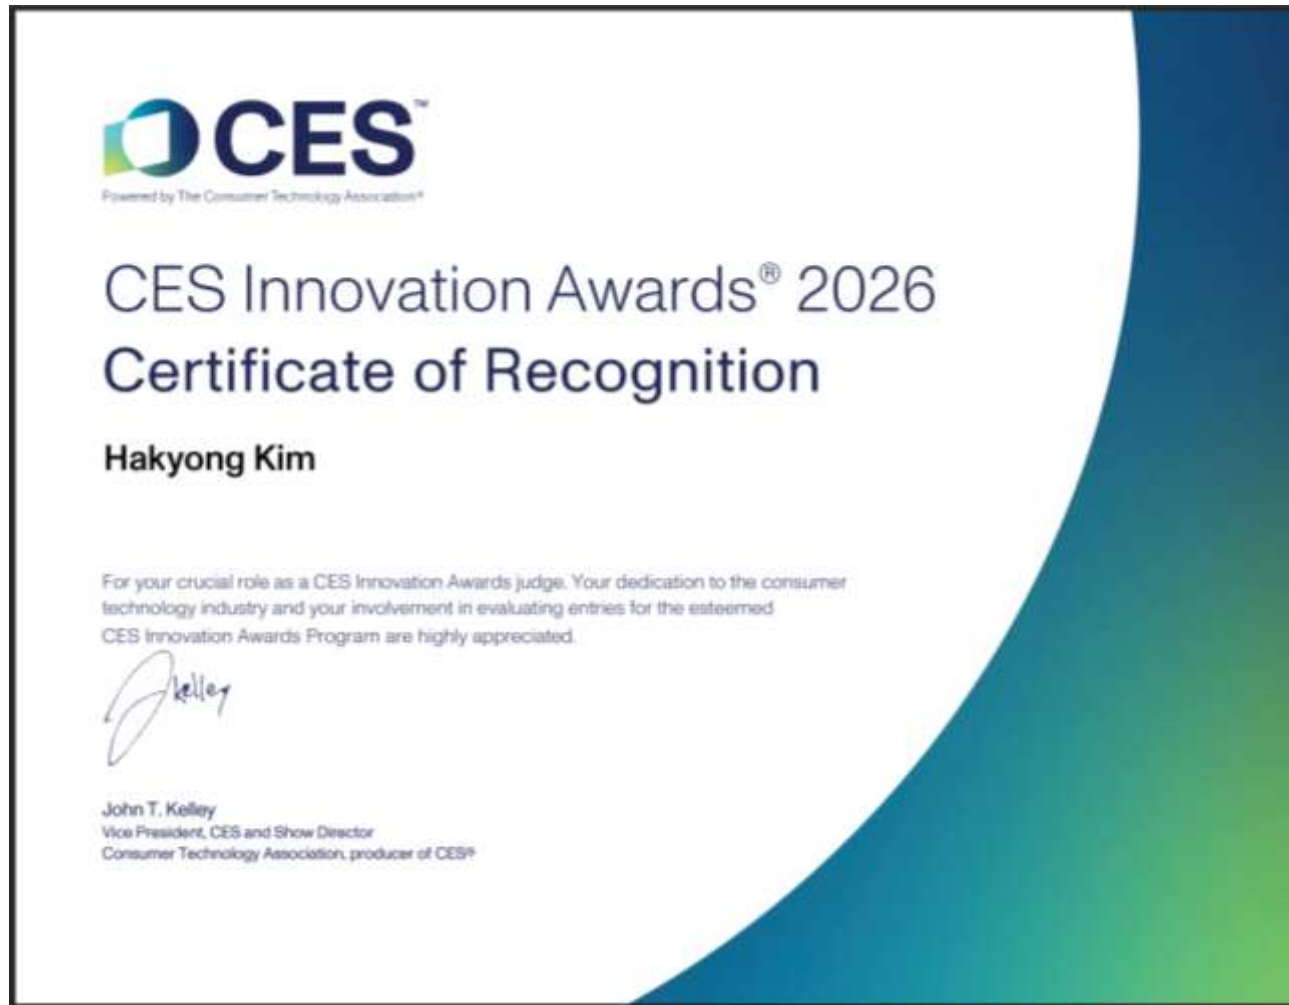 CES™
Powered by The Consumer Technology Association®
CES Innovation Awards® 2026
Certificate of Recognition
Hakyong Kim
For your crucial role as a CES Innovation Awards judge. Your dedication to the consumer
technology industry and your involvement in evaluating entries for the esteemed
CES Innovation Awards Program are highly appreciated.
JKelley
John T. Kelley
Vice President, CES and Show Director
Consumer Technology Association, producer of CES®